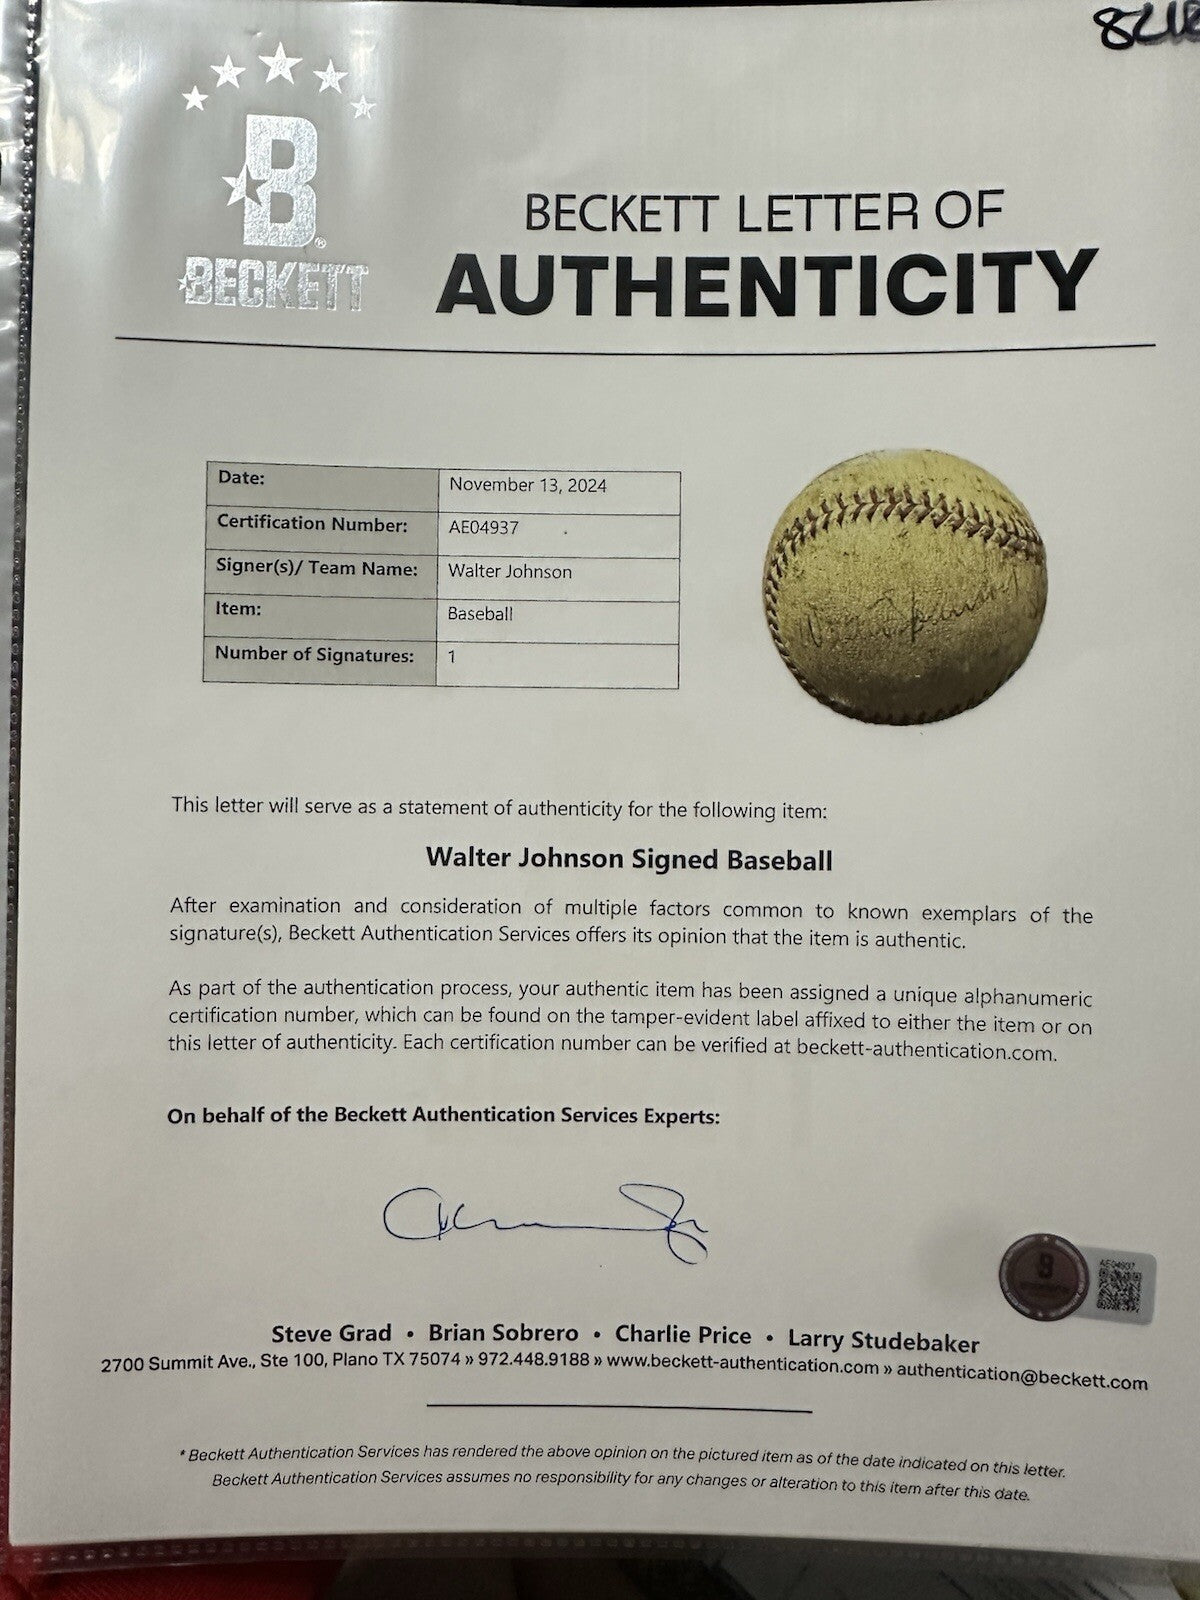 B®
BECKETT
BECKETT LETTER OF
AUTHENTICITY
Date: November 13, 2024
Certification Number: AE04937
Signer(s)/ Team Name: Walter Johnson
Item: Baseball
Number of Signatures: 1
Walter Johnson
This letter will serve as a statement of authenticity for the following item:
Walter Johnson Signed Baseball
After examination and consideration of multiple factors common to known exemplars of the
signature(s), Beckett Authentication Services offers its opinion that the item is authentic.
As part of the authentication process, your authentic item has been assigned a unique alphanumeric
certification number, which can be found on the tamper-evident label affixed to either the item or on
this letter of authenticity. Each certification number can be verified at beckett-authentication.com.
On behalf of the Beckett Authentication Services Experts:
B
AE04937
Steve Grad • Brian Sobrero • Charlie Price • Larry Studebaker
2700 Summit Ave., Ste 100, Plano TX 75074 » 972.448.9188 » www.beckett-authentication.com » authentication@beckett.com
* Beckett Authentication Services has rendered the above opinion on the pictured item as of the date indicated on this letter.
Beckett Authentication Services assumes no responsibility for any changes or alteration to this item after this date.